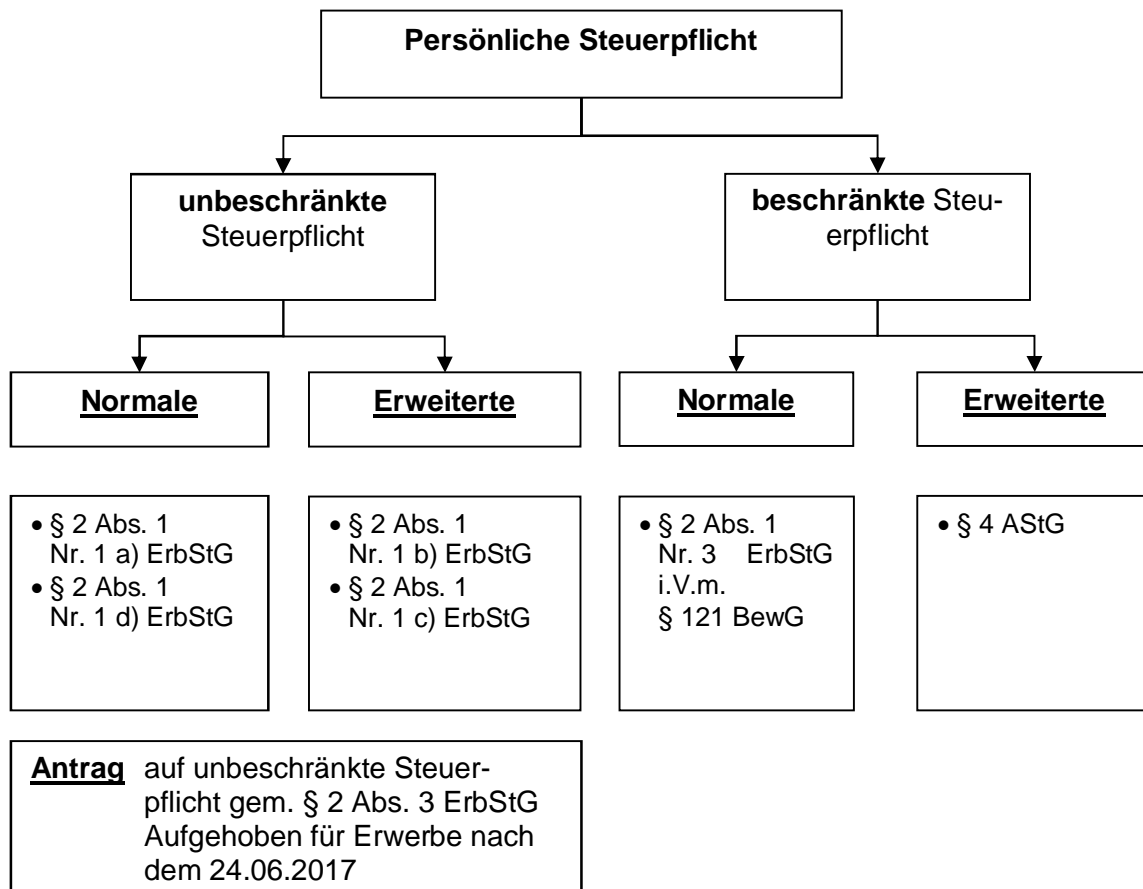 Persönliche Steuerpflicht
unbeschränkte
Steuerpflicht
beschränkte Steu-
erpflicht
Normale
Erweiterte
Normale
Erweiterte
• § 2 Abs. 1
Nr. 1 a) ErbStG
• § 2 Abs. 1
Nr. 1 d) ErbStG
• § 2 Abs. 1
Nr. 1 b) ErbStG
• § 2 Abs. 1
Nr. 1 c) ErbStG
• § 2 Abs. 1
Nr. 3 ErbStG
i.V.m.
§ 121 BewG
• § 4 AStG
Antrag auf unbeschränkte Steuer-
pflicht gem. § 2 Abs. 3 ErbStG
Aufgehoben für Erwerbe nach
dem 24.06.2017